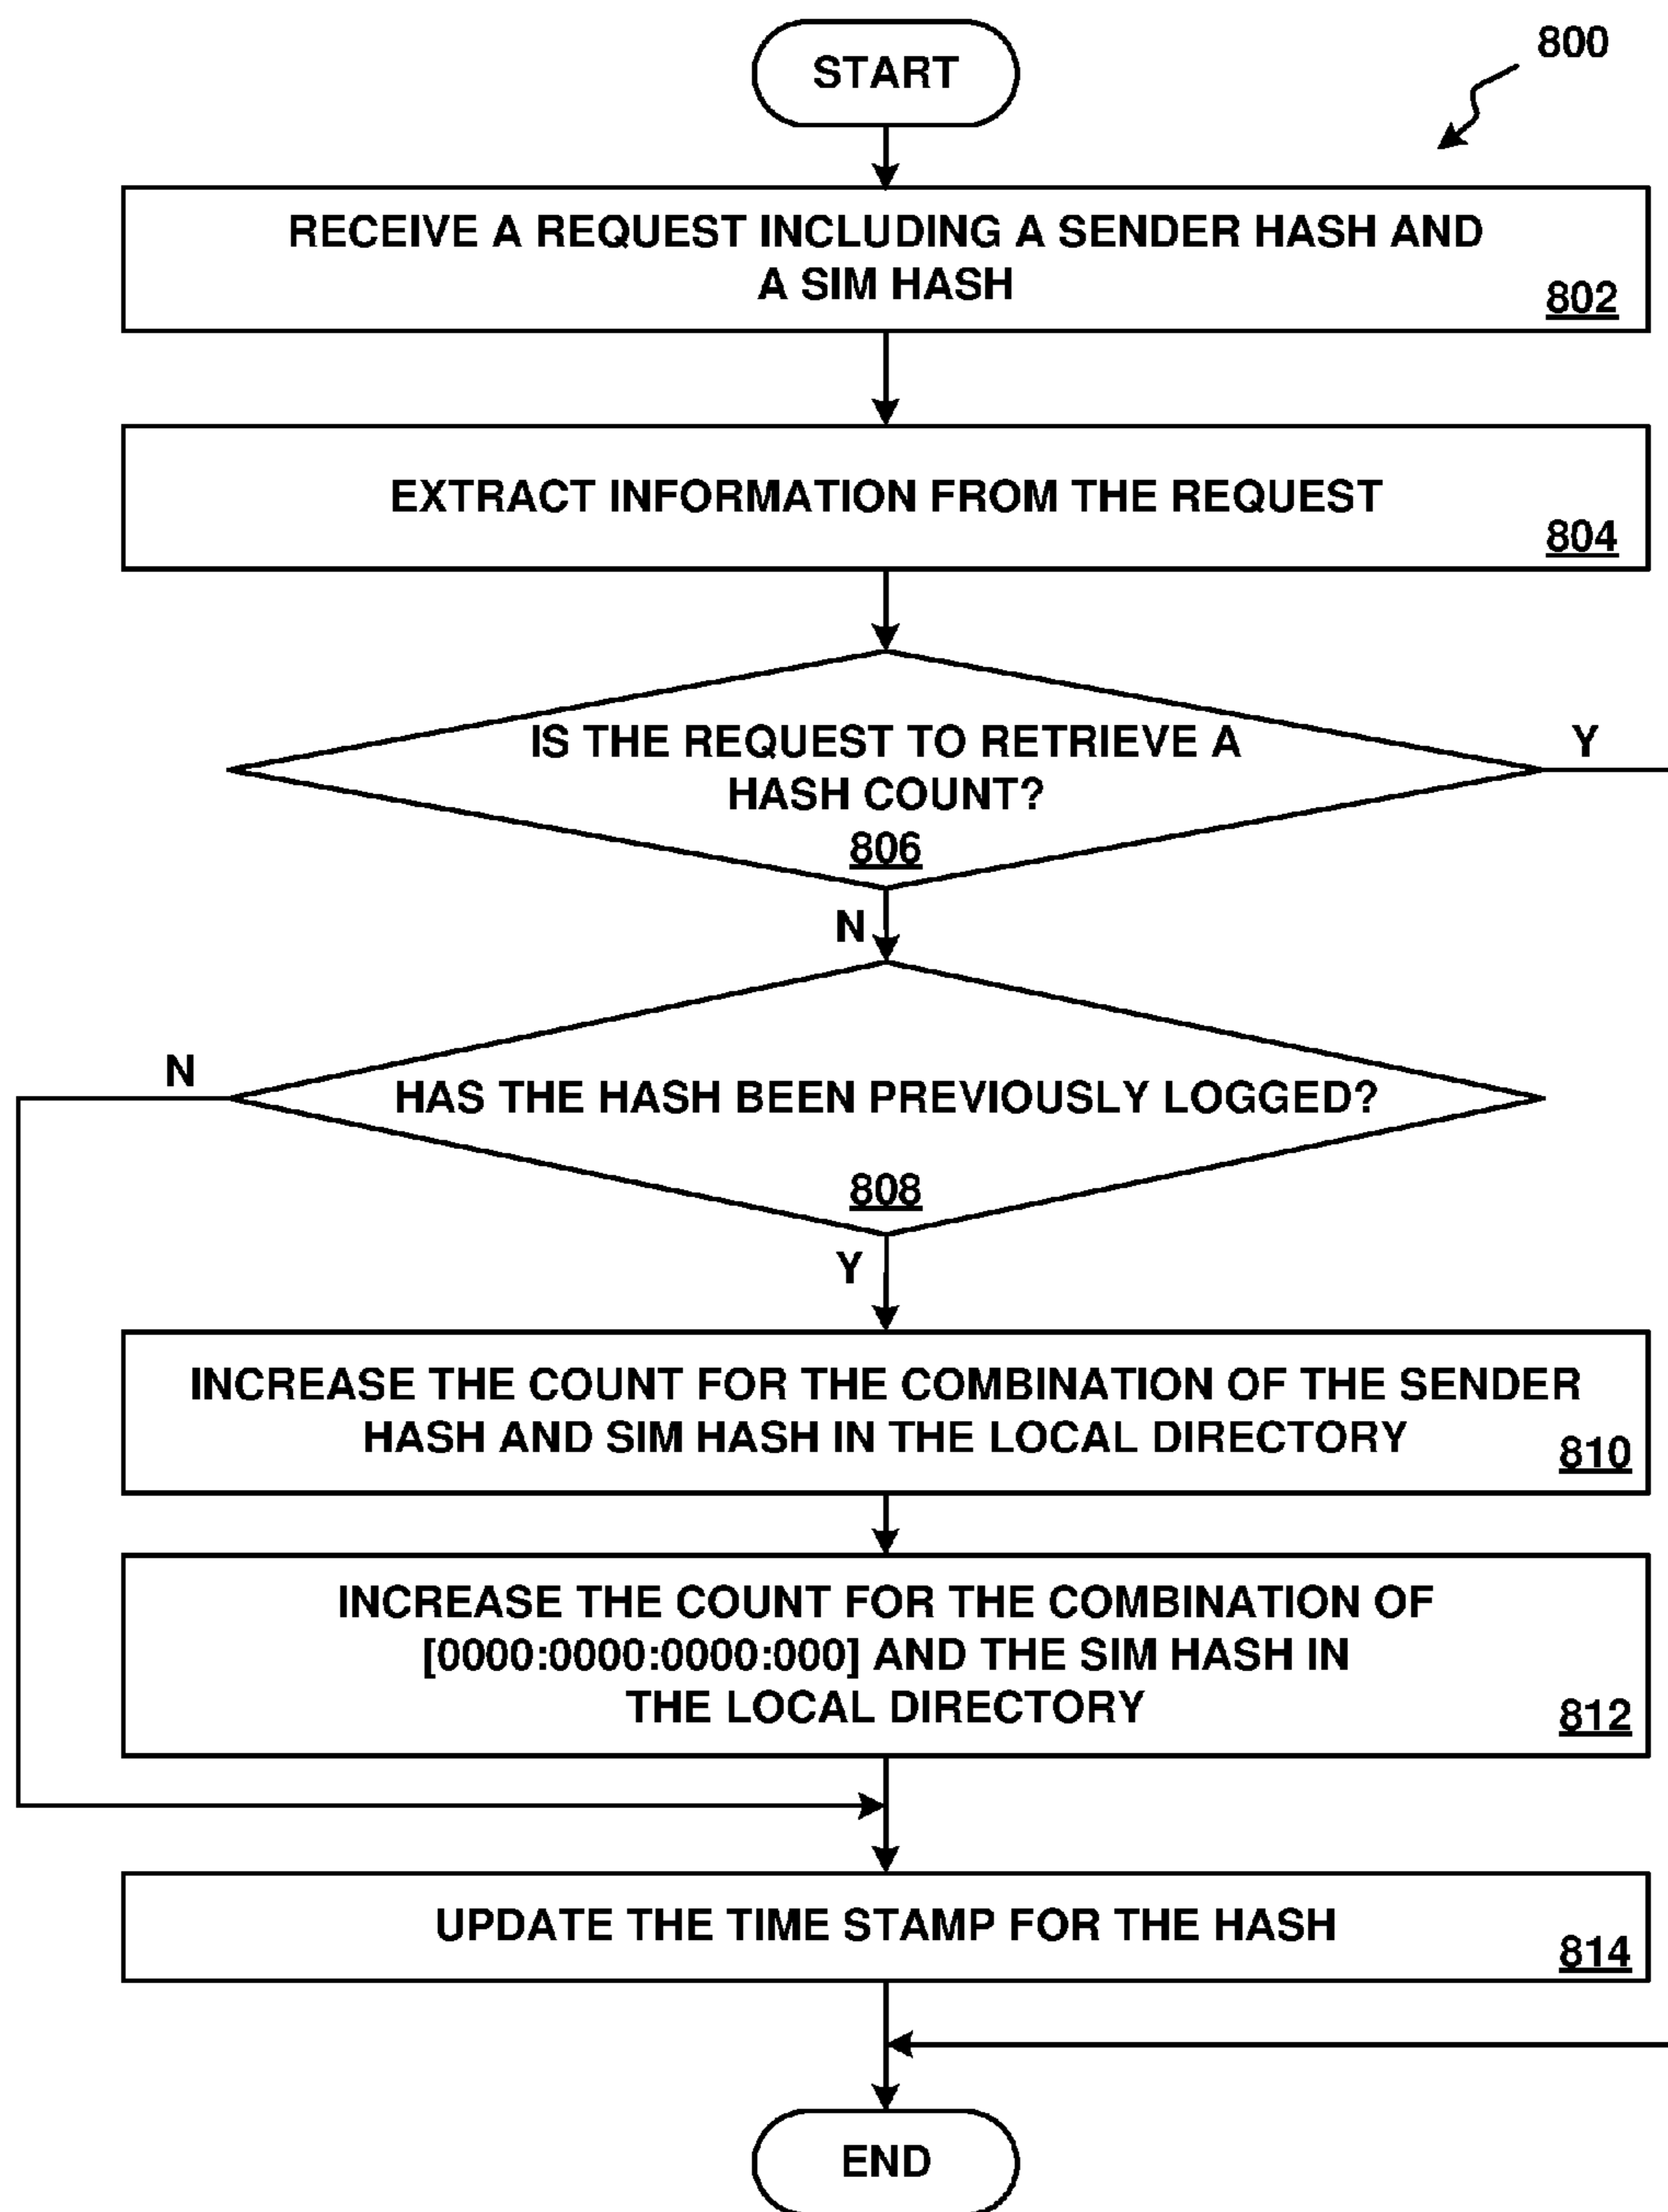 START
800
RECEIVE A REQUEST INCLUDING A SENDER HASH AND
A SIM HASH
802
EXTRACT INFORMATION FROM THE REQUEST
804
IS THE REQUEST TO RETRIEVE A
HASH COUNT?
806
Y
N
HAS THE HASH BEEN PREVIOUSLY LOGGED?
808
N
Y
INCREASE THE COUNT FOR THE COMBINATION OF THE SENDER
HASH AND SIM HASH IN THE LOCAL DIRECTORY
810
INCREASE THE COUNT FOR THE COMBINATION OF
[0000:0000:0000:000] AND THE SIM HASH IN
THE LOCAL DIRECTORY
812
UPDATE THE TIME STAMP FOR THE HASH
814
END